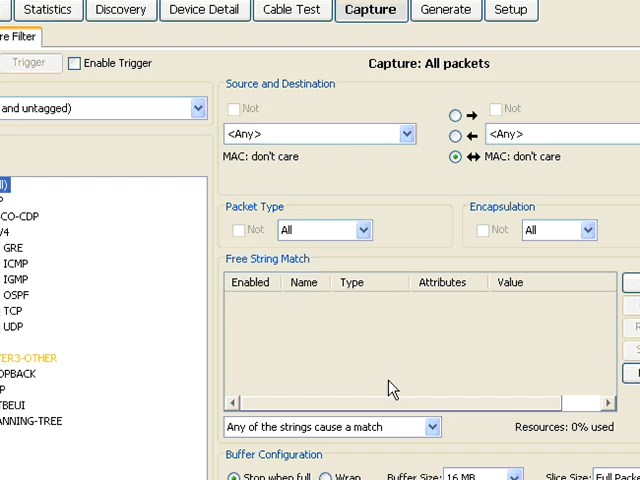 Statistics Discovery Device Detail Cable Test Capture Generate Setup
re Filter
Trigger Enable Trigger Capture: All packets
and untagged)
Source and Destination
Not Not
<Any> <Any>
MAC: don't care MAC: don't care
ll)
P
CO-CDP
V4
GRE
ICMP
IGMP
OSPF
TCP
UDP
YER3-OTHER
OPBACK
P
TBEUI
ANNING-TREE
Packet Type Encapsulation
Not All Not All
Free String Match
Enabled Name Type Attributes Value
Any of the strings cause a match Resources: 0% used
Buffer Configuration
Stop when full Wrap Buffer Size: 16 MB Slice Size: Full Packe